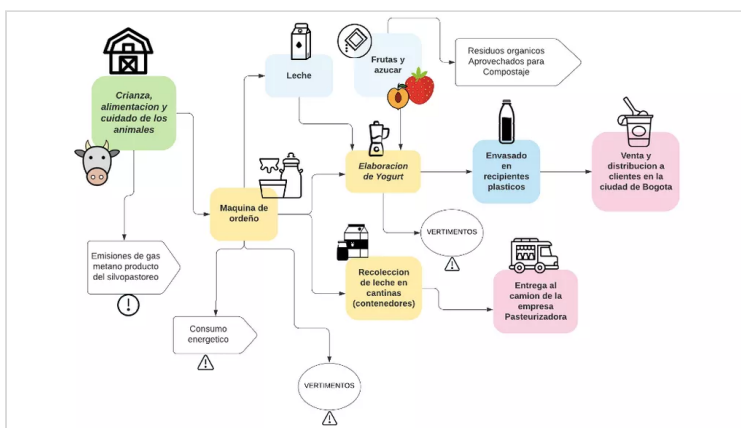 Leche
Frutas y
azucar
Residuos organicos
Aprovechados para
Compostaje
Crianza,
alimentacion y
cuidado de los
animales
Elaboracion
de Yogurt
Envasado
en
recipientes
plasticos
Venta y
distribucion a
clientes en la
ciudad de Bogota
Maquina de
ordeño
VERTIMENTOS
Emisiones de gas
metano producto
del silvopastoreo
Recoleccion
de leche en
cantinas
(contenedores)
Entrega al
camion de la
empresa
Pasteurizadora
Consumo
energetico
VERTIMENTOS